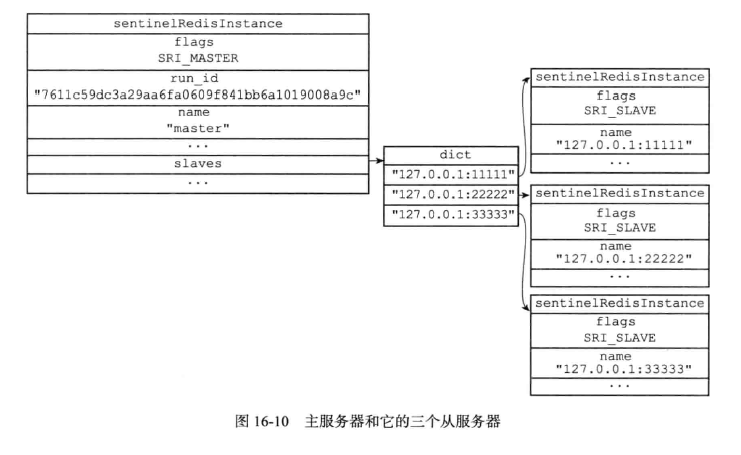 sentinelRedisInstance
flags
SRI_MASTER
run_id
"7611c59dc3a29aa6fa0609f841bb6a1019008a9c"
name
"master"
...
slaves
...
dict
"127.0.0.1:11111"
"127.0.0.1:22222"
"127.0.0.1:33333"
sentinelRedisInstance
flags
SRI_SLAVE
name
"127.0.0.1:11111"
...
sentinelRedisInstance
flags
SRI_SLAVE
name
"127.0.0.1:22222"
...
sentinelRedisInstance
flags
SRI_SLAVE
name
"127.0.0.1:33333"
...
图 16-10 主服务器和它的三个从服务器